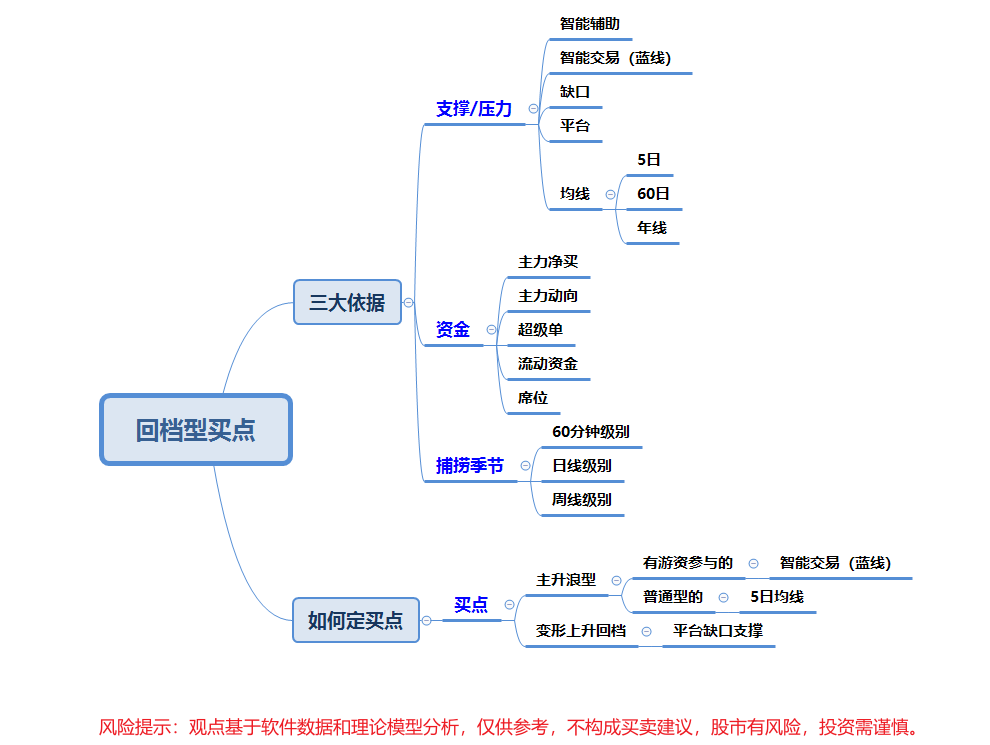 回档型买点
三大依据
支撑/压力
智能辅助
智能交易（蓝线）
缺口
平台
均线
5日
60日
年线
资金
主力净买
主力动向
超级单
流动资金
席位
捕捞季节
60分钟级别
日线级别
周线级别
如何定买点
买点
主升浪型
有游资参与的
智能交易（蓝线）
普通型的
5日均线
变形上升回档
平台缺口支撑
风险提示：观点基于软件数据和理论模型分析，仅供参考，不构成买卖建议，股市有风险，投资需谨慎。